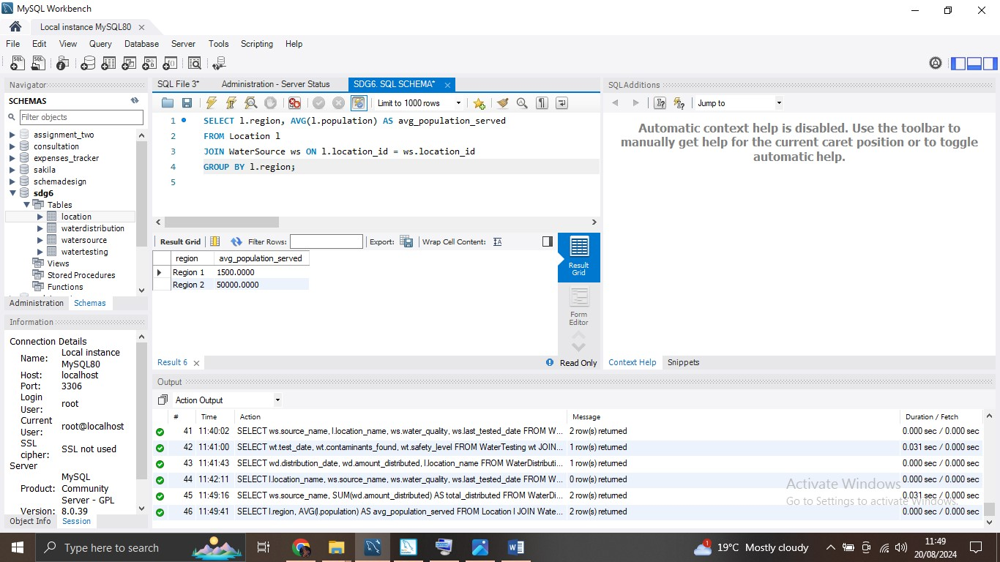 MySQL Workbench
Local instance MySQL80
File Edit View Query Database Server Tools Scripting Help
Navigator
SCHEMAS
Filter objects
assignment_two
consultation
expenses_tracker
sakila
schemadesign
sdg6
Tables
location
waterdistribution
watersource
watertesting
Views
Stored Procedures
Functions
Administration Schemas
Information
Connection Details
Name: Local instance MySQL80
Host: localhost
Port: 3306
Login User: root
Current User: root@localhost
SSL cipher: SSL not used
Server
Product: MySQL Community Server - GPL
Version: 8.0.39
Object Info Session
SQL File 3* Administration - Server Status SDG6. SQL SCHEMA*
Limit to 1000 rows
1 SELECT l.region, AVG(l.population) AS avg_population_served
2 FROM Location l
3 JOIN WaterSource ws ON l.location_id = ws.location_id
4 GROUP BY l.region;
5
Result Grid Filter Rows: Export: Wrap Cell Content:
region avg_population_served
Region 1 1500.0000
Region 2 50000.0000
Result Grid
Form Editor
Result 6 Read Only
SQLAdditions
Jump to
Automatic context help is disabled. Use the toolbar to
manually get help for the current caret position or to toggle
automatic help.
Context Help Snippets
Output
Action Output
# Time Action Message Duration / Fetch
41 11:40:02 SELECT ws.source_name, l.location_name, ws.water_quality, ws.last_tested_date FROM W... 2 row(s) returned 0.000 sec / 0.000 sec
42 11:41:00 SELECT wt.test_date, wt.contaminants_found, wt.safety_level FROM WaterTesting wt JOIN... 1 row(s) returned 0.031 sec / 0.000 sec
43 11:41:43 SELECT wd.distribution_date, wd.amount_distributed, l.location_name FROM WaterDistributi... 1 row(s) returned 0.000 sec / 0.000 sec
44 11:42:11 SELECT l.location_name, ws.source_name, ws.water_quality, ws.last_tested_date FROM W... 0 row(s) returned 0.000 sec / 0.000 sec
45 11:49:16 SELECT ws.source_name, SUM(wd.amount_distributed) AS total_distributed FROM WaterDi... 2 row(s) returned 0.031 sec / 0.000 sec
46 11:49:41 SELECT l.region, AVG(l.population) AS avg_population_served FROM Location l JOIN Wate... 2 row(s) returned 0.000 sec / 0.000 sec
Activate Windows
Go to Settings to activate Windows.
Type here to search
19°C Mostly cloudy
11:49
20/08/2024